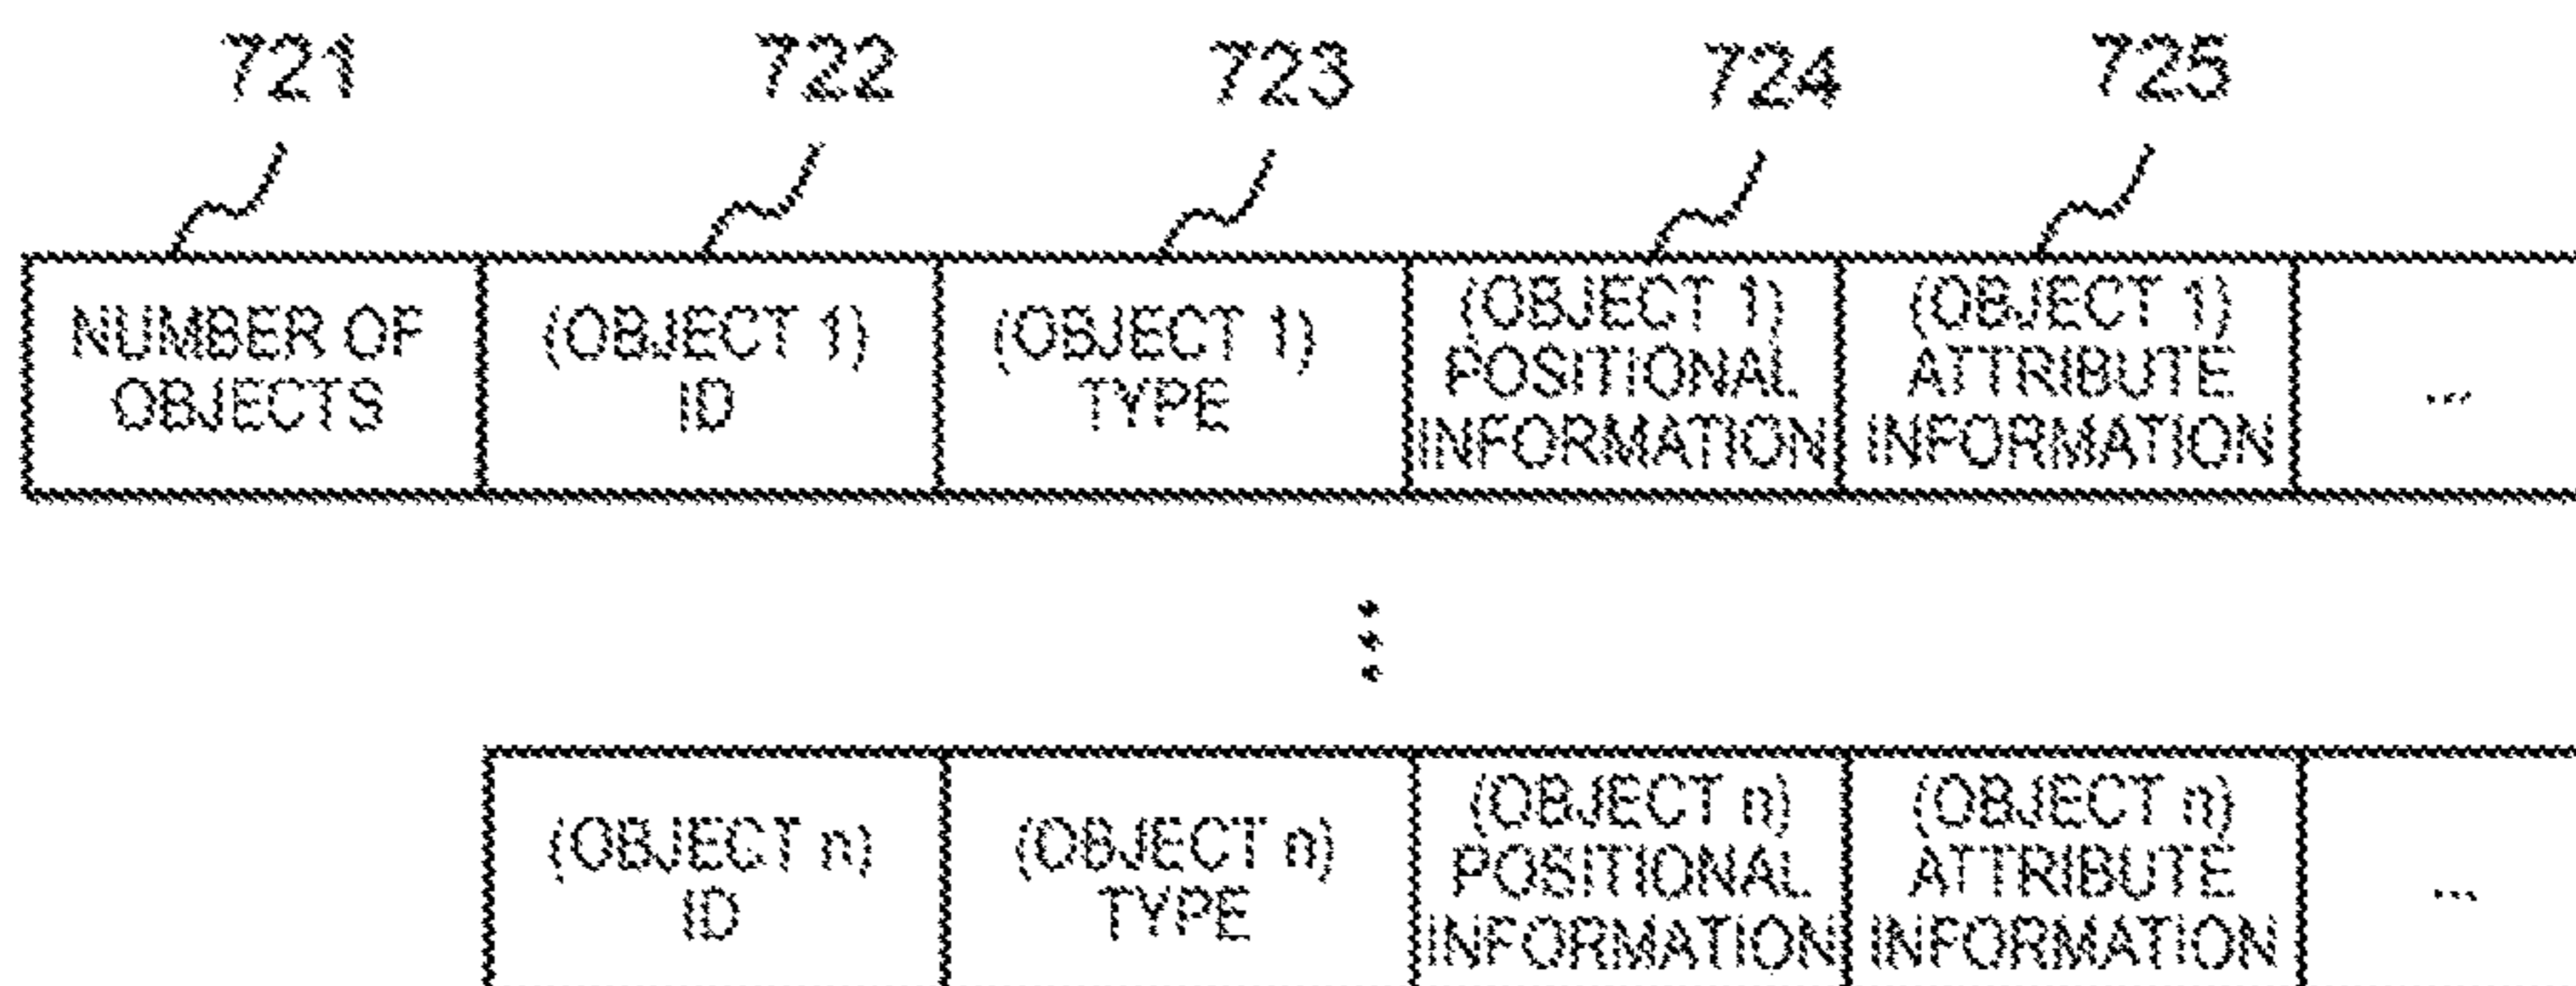 721 722 723 724 725
NUMBER OF
OBJECTS
(OBJECT 1)
ID
(OBJECT 1)
TYPE
(OBJECT 1)
POSITIONAL
INFORMATION
(OBJECT 1)
ATTRIBUTE
INFORMATION
...
(OBJECT n)
ID
(OBJECT n)
TYPE
(OBJECT n)
POSITIONAL
INFORMATION
(OBJECT n)
ATTRIBUTE
INFORMATION
...